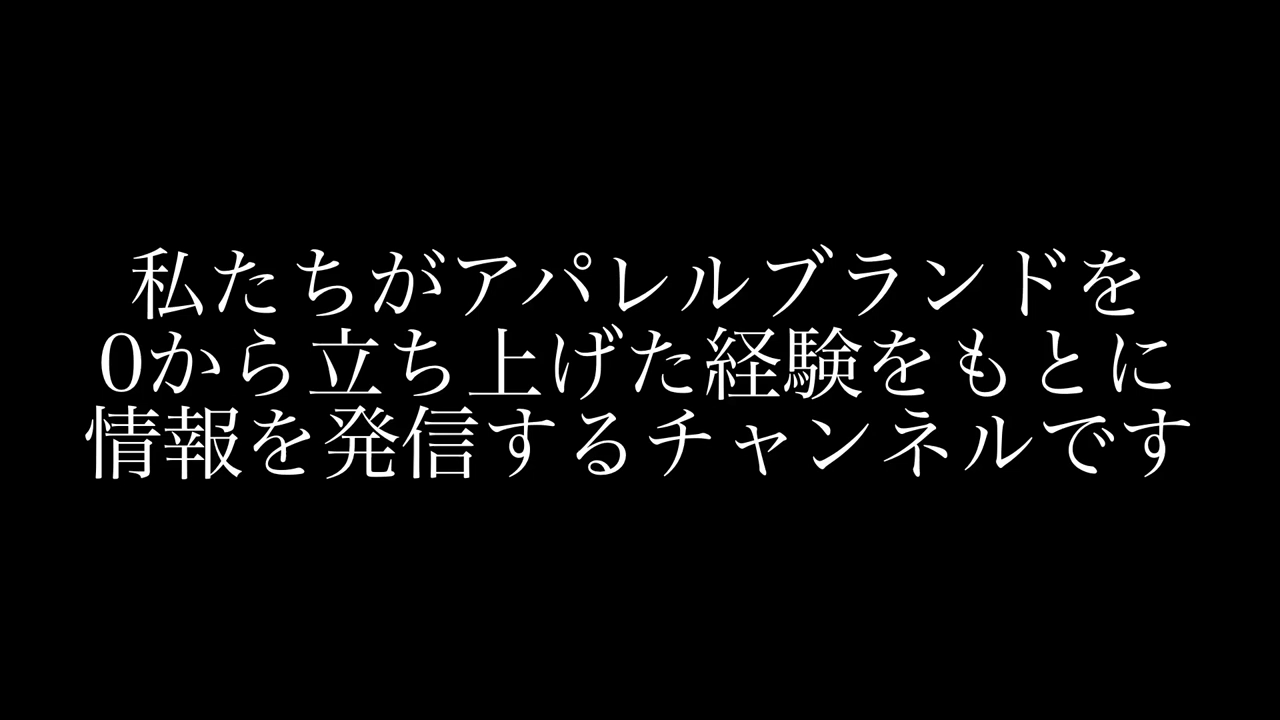 私たちがアパレルブランドを
0から立ち上げた経験をもとに
情報を発信するチャンネルです